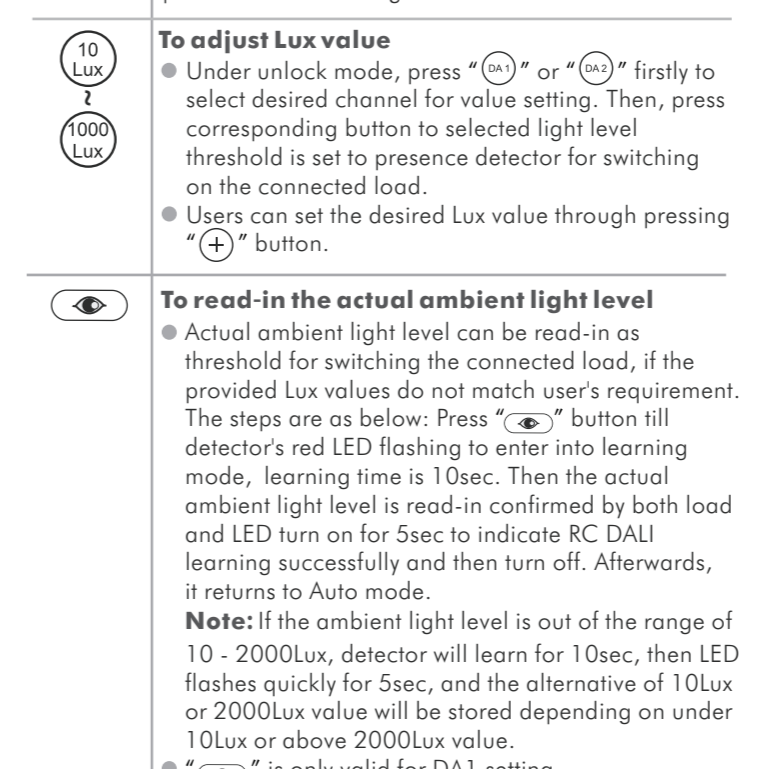 10
Lux
~
1000
Lux
To adjust Lux value
● Under unlock mode, press “(DA1)” or “(DA2)” firstly to
select desired channel for value setting. Then, press
corresponding button to selected light level
threshold is set to presence detector for switching
on the connected load.
● Users can set the desired Lux value through pressing
“(+)” button.
To read-in the actual ambient light level
● Actual ambient light level can be read-in as
threshold for switching the connected load, if the
provided Lux values do not match user's requirement.
The steps are as below: Press “ ” button till
detector's red LED flashing to enter into learning
mode, learning time is 10sec. Then the actual
ambient light level is read-in confirmed by both load
and LED turn on for 5sec to indicate RC DALI
learning successfully and then turn off. Afterwards,
it returns to Auto mode.
Note: If the ambient light level is out of the range of
10 - 2000Lux, detector will learn for 10sec, then LED
flashes quickly for 5sec, and the alternative of 10Lux
or 2000Lux value will be stored depending on under
10Lux or above 2000Lux value.
● “ ” is only valid for DA1 setting